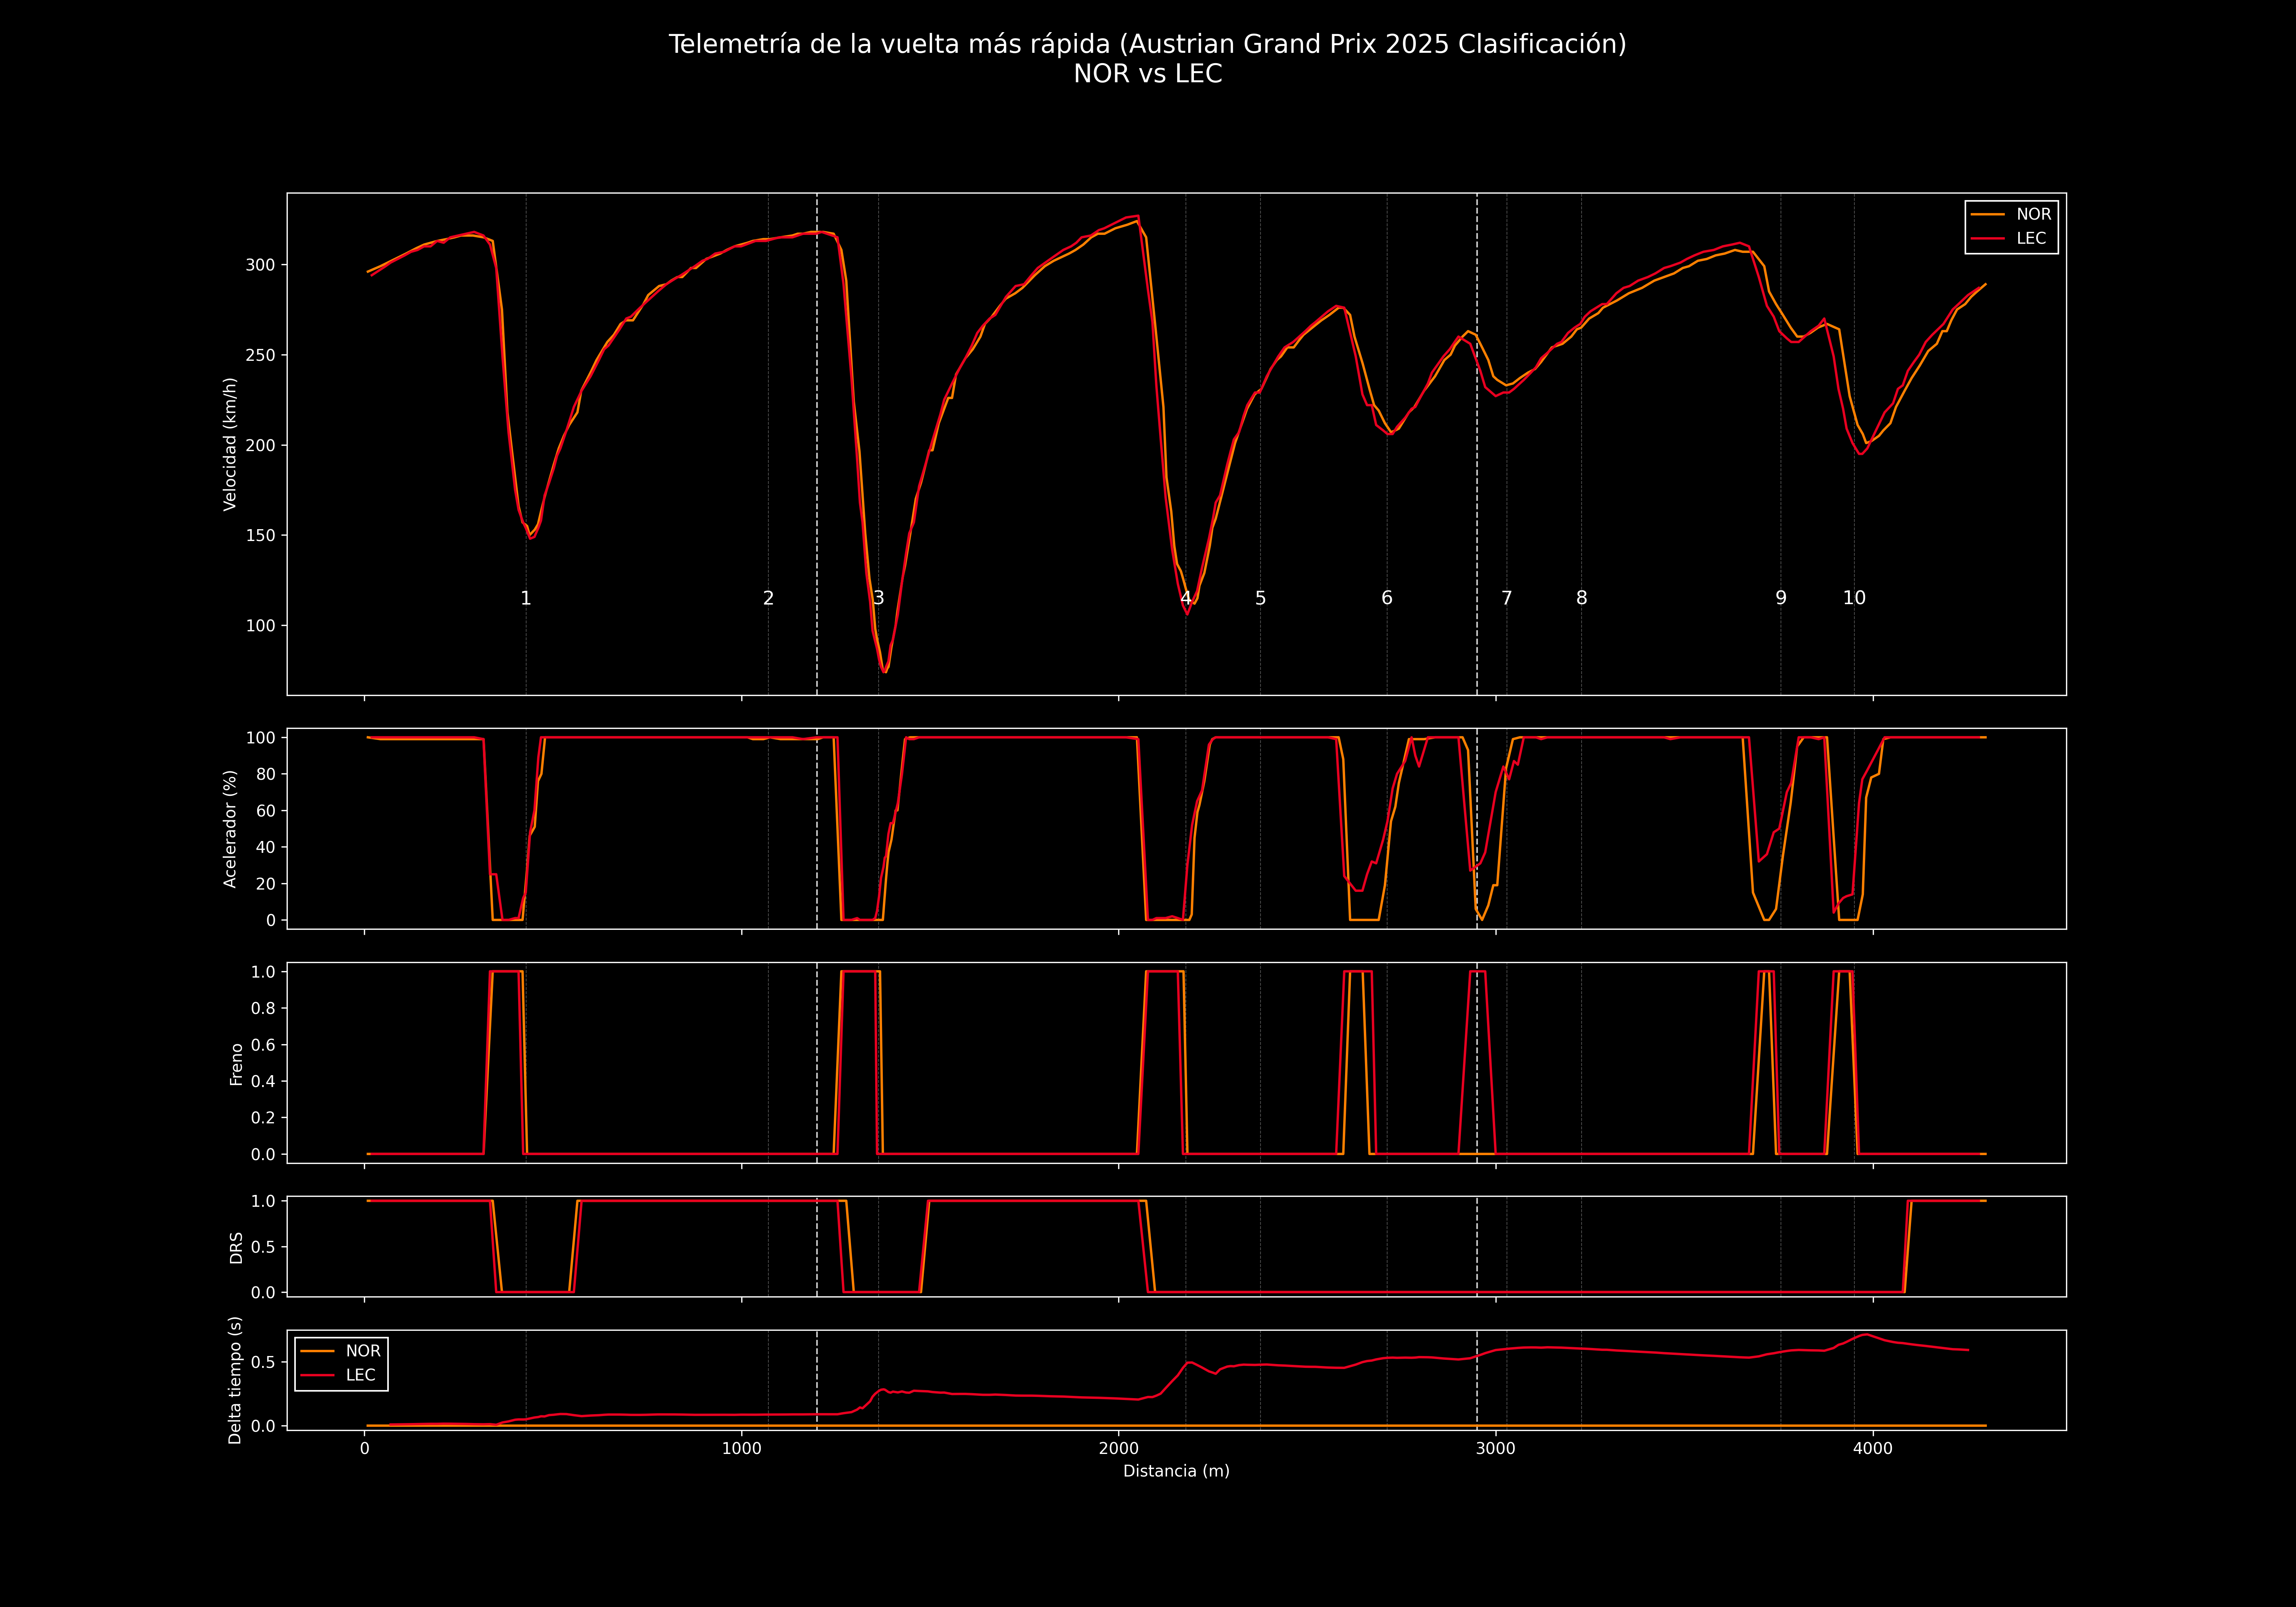 Telemetría de la vuelta más rápida (Austrian Grand Prix 2025 Clasificación)
NOR vs LEC
NOR
LEC
Velocidad (km/h)
300
250
200
150
100
1 2 3 4 5 6 7 8 9 10
Acelerador (%)
100
80
60
40
20
0
Freno
1.0
0.8
0.6
0.4
0.2
0.0
DRS
1.0
0.5
0.0
Delta tiempo (s)
0.5
0.0
NOR
LEC
0 1000 2000 3000 4000
Distancia (m)